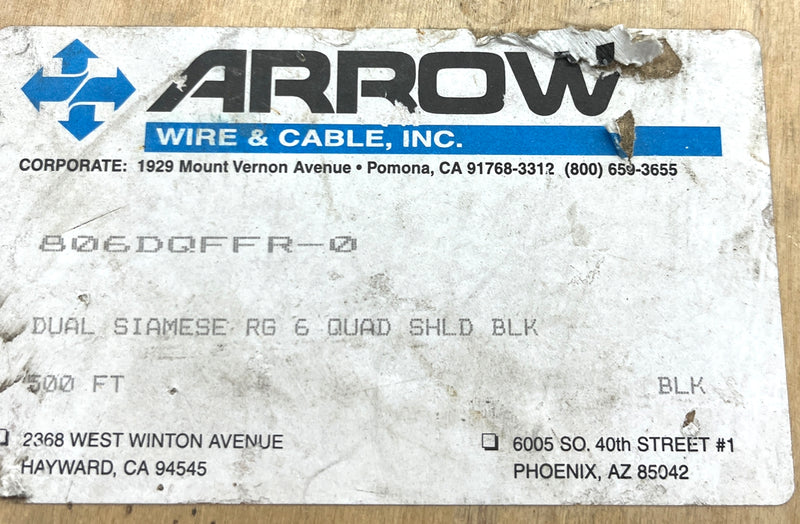 ARROW
WIRE & CABLE, INC.
CORPORATE: 1929 Mount Vernon Avenue • Pomona, CA 91768-3312 (800) 659-3655
806DQFFR-0
DUAL SIAMESE RG 6 QUAD SHLD BLK
500 FT BLK
2368 WEST WINTON AVENUE
HAYWARD, CA 94545
6005 SO. 40th STREET #1
PHOENIX, AZ 85042